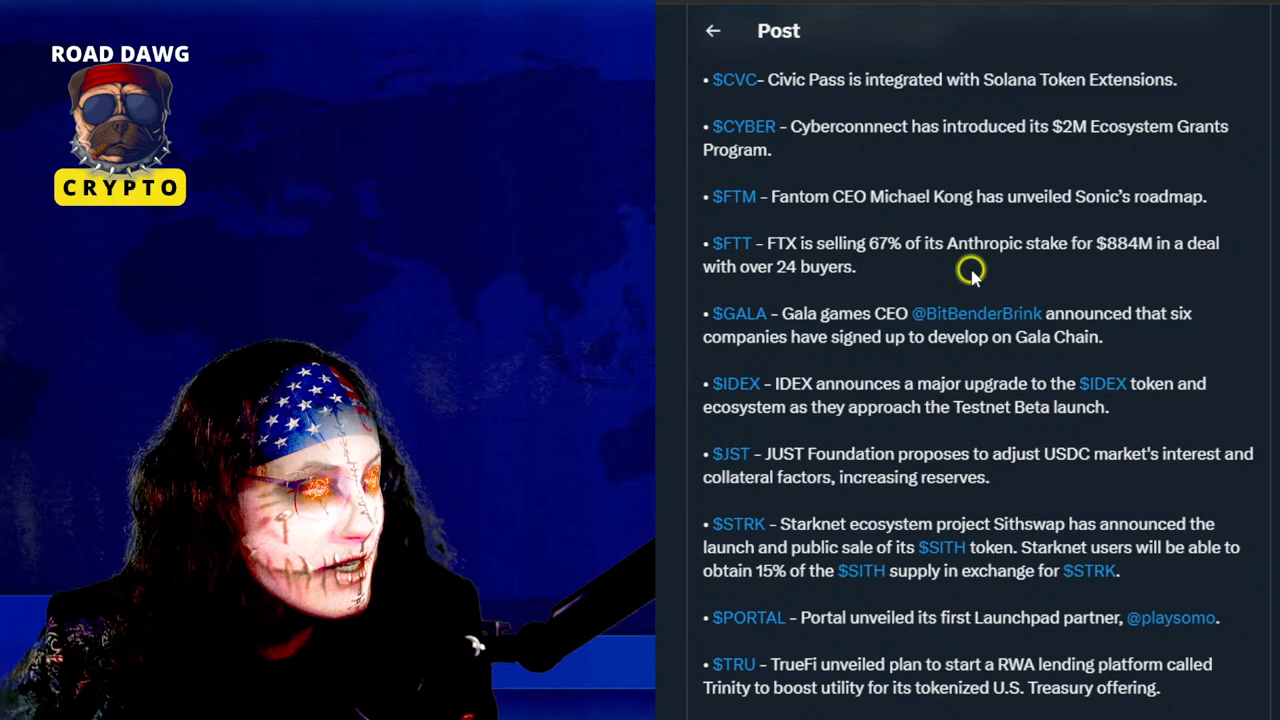 ROAD DAWG
CRYPTO
← Post
• $CVC– Civic Pass is integrated with Solana Token Extensions.
• $CYBER – Cyberconnnect has introduced its $2M Ecosystem Grants
Program.
• $FTM – Fantom CEO Michael Kong has unveiled Sonic’s roadmap.
• $FTT – FTX is selling 67% of its Anthropic stake for $884M in a deal
with over 24 buyers.
• $GALA – Gala games CEO @BitBenderBrink announced that six
companies have signed up to develop on Gala Chain.
• $IDEX – IDEX announces a major upgrade to the $IDEX token and
ecosystem as they approach the Testnet Beta launch.
• $JST – JUST Foundation proposes to adjust USDC market's interest and
collateral factors, increasing reserves.
• $STRK – Starknet ecosystem project Sithswap has announced the
launch and public sale of its $SITH token. Starknet users will be able to
obtain 15% of the $SITH supply in exchange for $STRK.
• $PORTAL – Portal unveiled its first Launchpad partner, @playsomo.
• $TRU – TrueFi unveiled plan to start a RWA lending platform called
Trinity to boost utility for its tokenized U.S. Treasury offering.